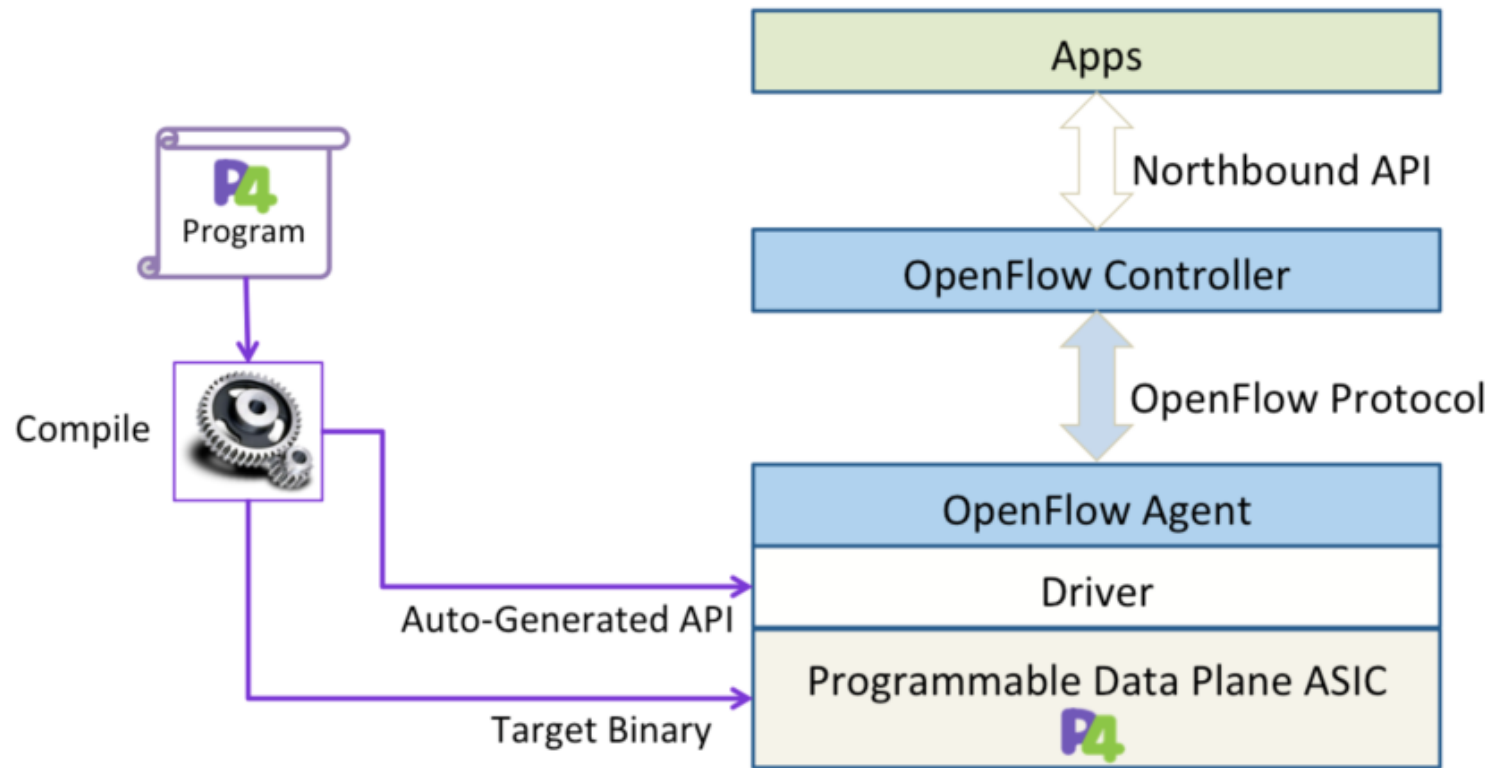 Apps
Northbound API
P4
Program
OpenFlow Controller
Compile
OpenFlow Protocol
OpenFlow Agent
Driver
Auto-Generated API
Programmable Data Plane ASIC
P4
Target Binary